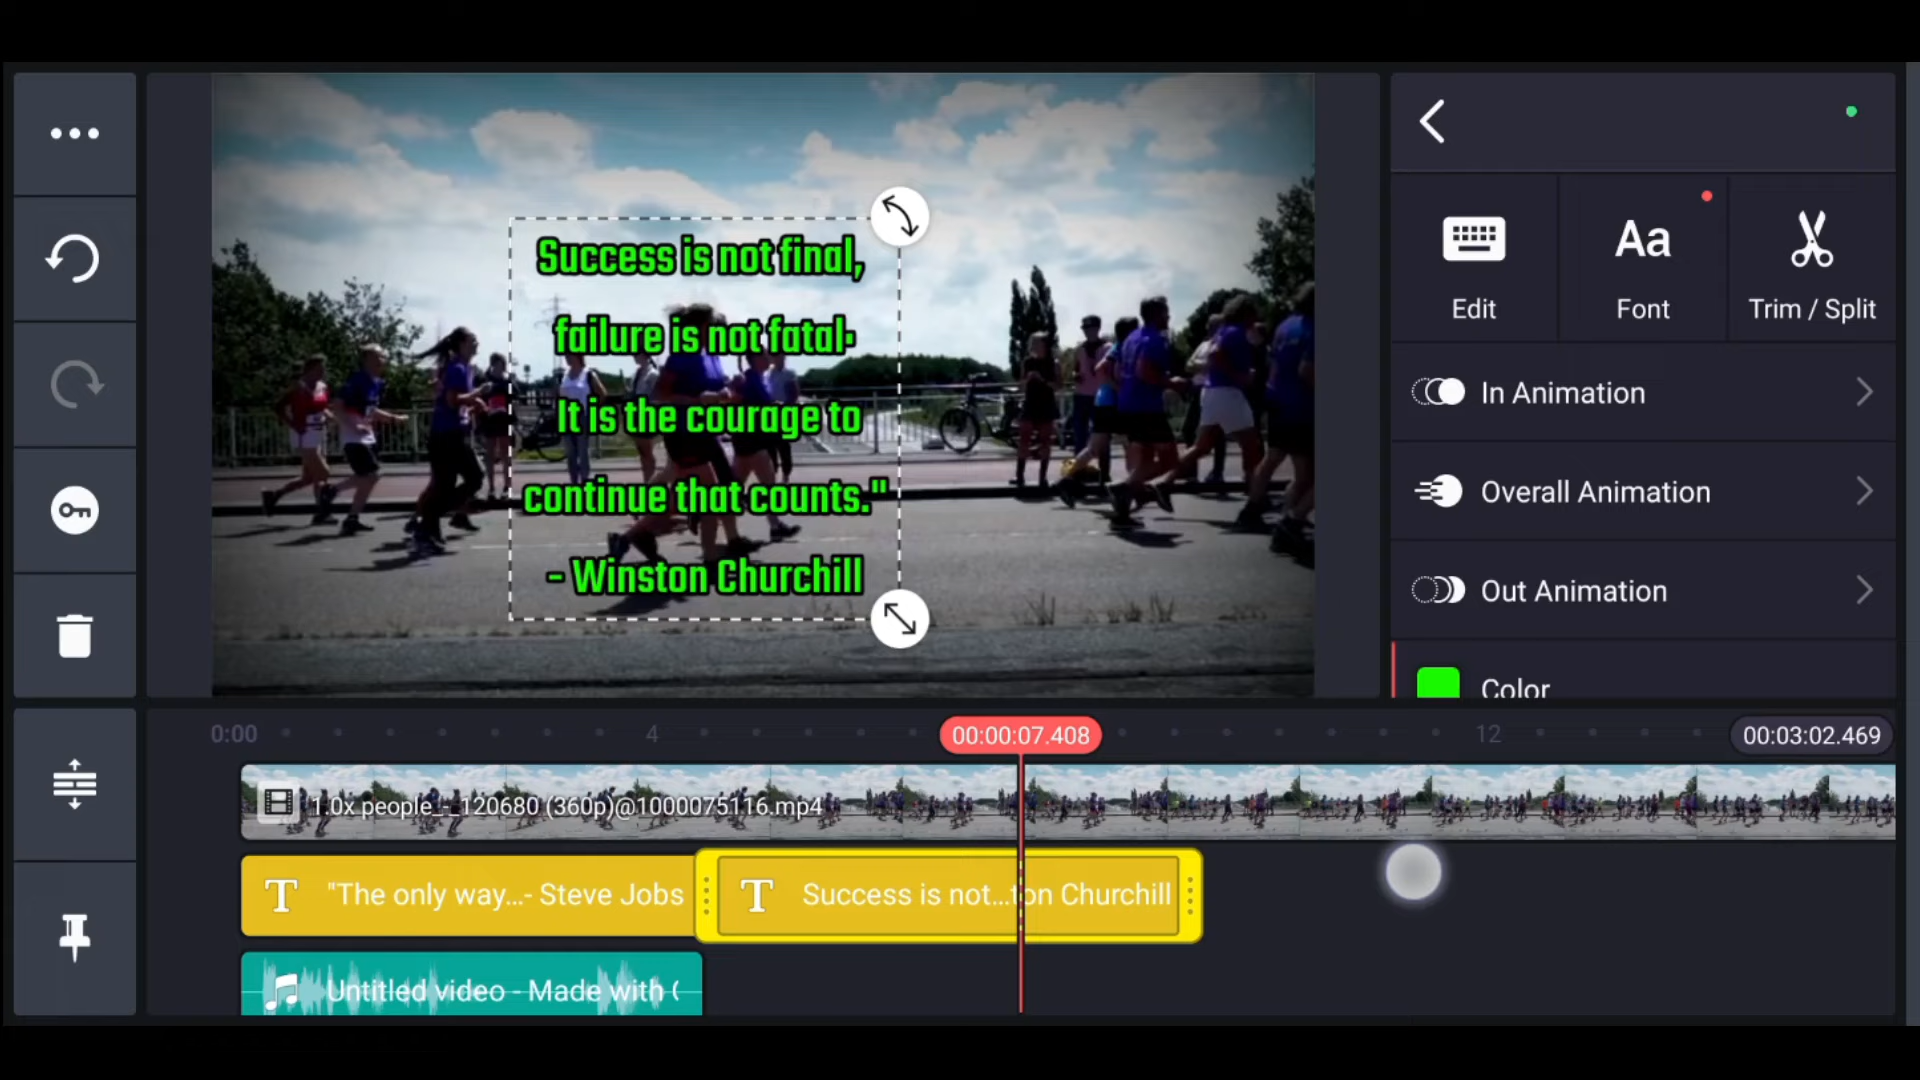 Success is not final,
failure is not fatal:
It is the courage to
continue that counts."
- Winston Churchill
Edit
Aa
Font
Trim / Split
In Animation
Overall Animation
Out Animation
Color
0:00
4
00:00:07.408
12
00:03:02.469
1.0x people_-_120680 (360p)@1000075116.mp4
T "The only way...- Steve Jobs
T Success is not...ton Churchill
Untitled video - Made with (